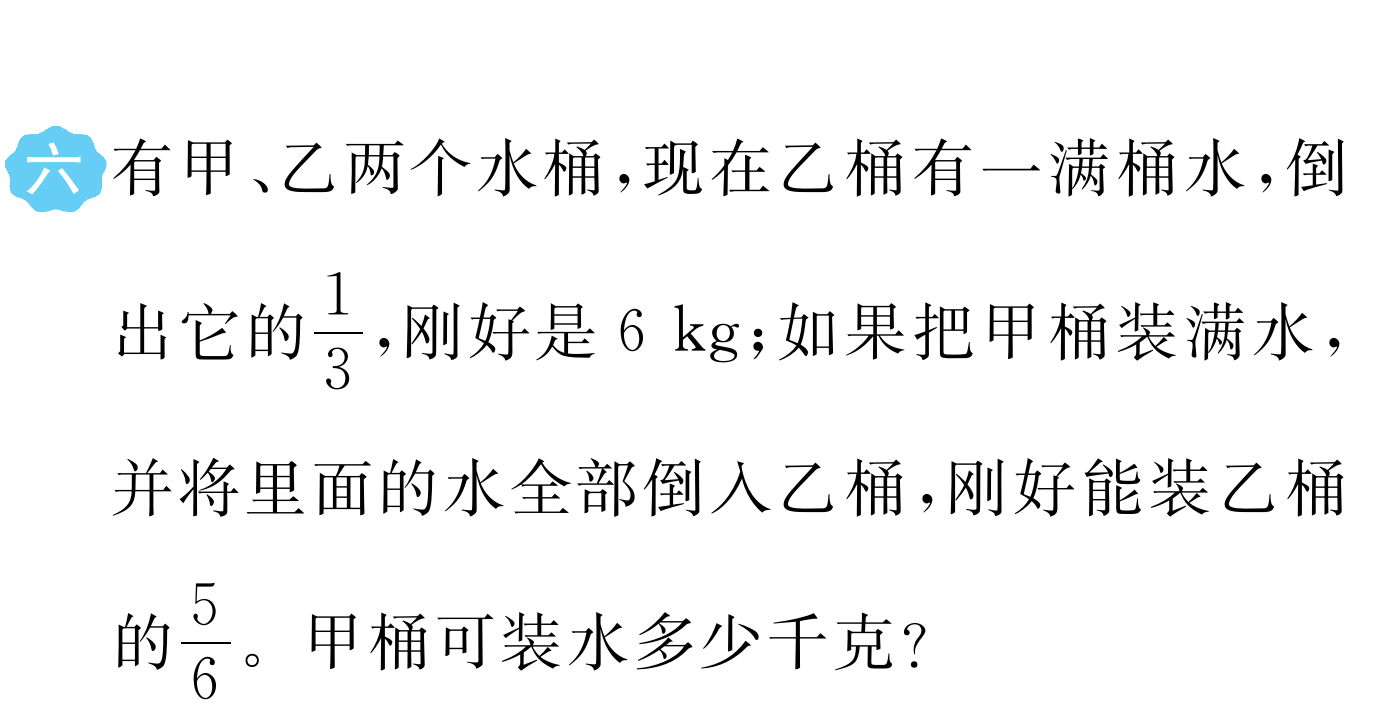 六 有甲、乙两个水桶,现在乙桶有一满桶水,倒
出它的1/3,刚好是 6 kg;如果把甲桶装满水,
并将里面的水全部倒入乙桶,刚好能装乙桶
的5/6。甲桶可装水多少千克?